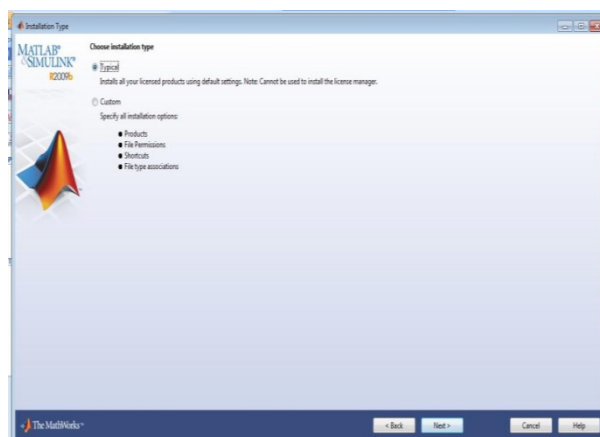 Installation Type
MATLAB®
&SIMULINK®
R2009b
Choose installation type
Typical
Installs all your licensed products using default settings. Note: Cannot be used to install the license manager.
Custom
Specify all installation options:
Products
File Permissions
Shortcuts
File type associations
The MathWorks™
< Back
Next >
Cancel
Help